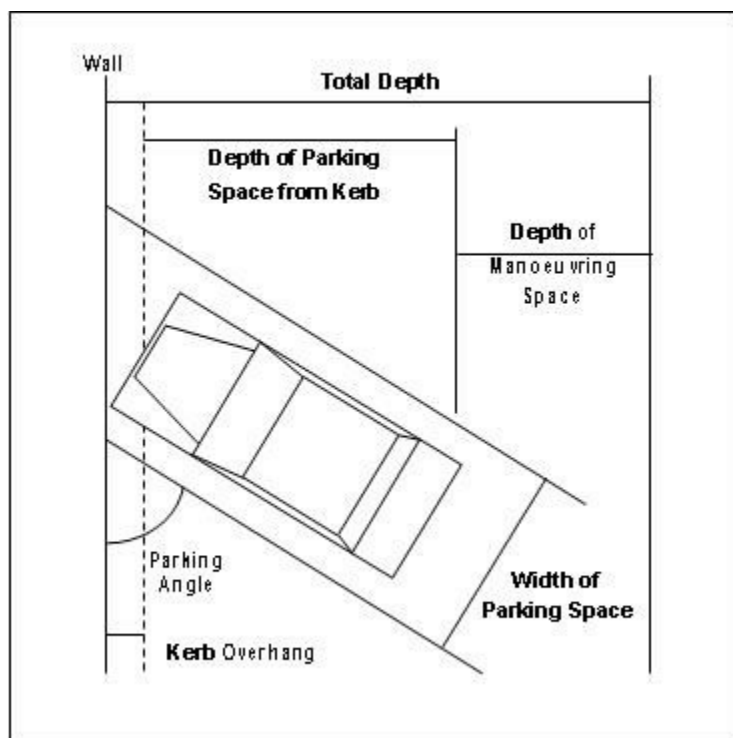 Wall
Total Depth
Depth of Parking
Space from Kerb
Depth of
Manoeuvring
Space
Parking
Angle
Width of
Parking Space
Kerb Overhang